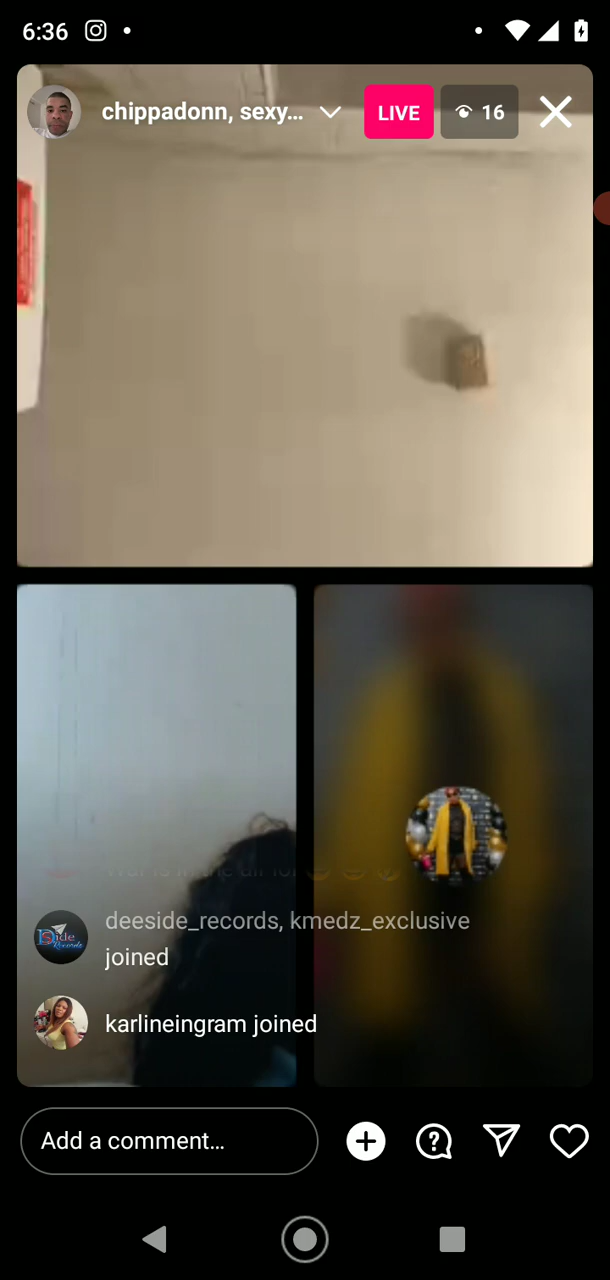 6:36
chippadonn, sexy...
LIVE
16
deeside_records, kmedz_exclusive
joined
karlineingram joined
Add a comment...